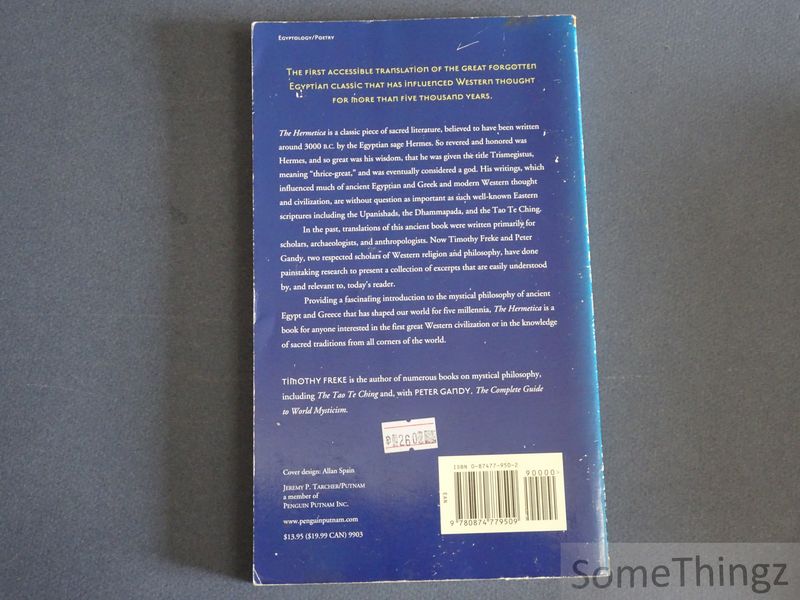 Egyptology/Poetry
The first accessible translation of the great forgotten
Egyptian classic that has influenced Western thought
for more than five thousand years.
The Hermetica is a classic piece of sacred literature, believed to have been written
around 3000 B.C. by the Egyptian sage Hermes. So revered and honored was
Hermes, and so great was his wisdom, that he was given the title Trismegistus,
meaning "thrice-great," and was eventually considered a god. His writings, which
influenced much of ancient Egyptian and Greek and modern Western thought
and civilization, are without question as important as such well-known Eastern
scriptures including the Upanishads, the Dhammapada, and the Tao Te Ching.
In the past, translations of this ancient book were written primarily for
scholars, archaeologists, and anthropologists. Now Timothy Freke and Peter
Gandy, two respected scholars of Western religion and philosophy, have done
painstaking research to present a collection of excerpts that are easily understood
by, and relevant to, today's reader.
Providing a fascinating introduction to the mystical philosophy of ancient
Egypt and Greece that has shaped our world for five millennia, The Hermetica is a
book for anyone interested in the first great Western civilization or in the knowledge
of sacred traditions from all corners of the world.
TIMOTHY FREKE is the author of numerous books on mystical philosophy,
including The Tao Te Ching and, with PETER GANDY, The Complete Guide
to World Mysticism.
Cover design: Allan Spain
Jeremy P. Tarcher/Putnam
a member of
Penguin Putnam Inc.
www.penguinputnam.com
$13.95 ($19.99 CAN) 9903
ISBN 0-87477-950-2
90000>
EAN
9 780874 779509
SomeThingz